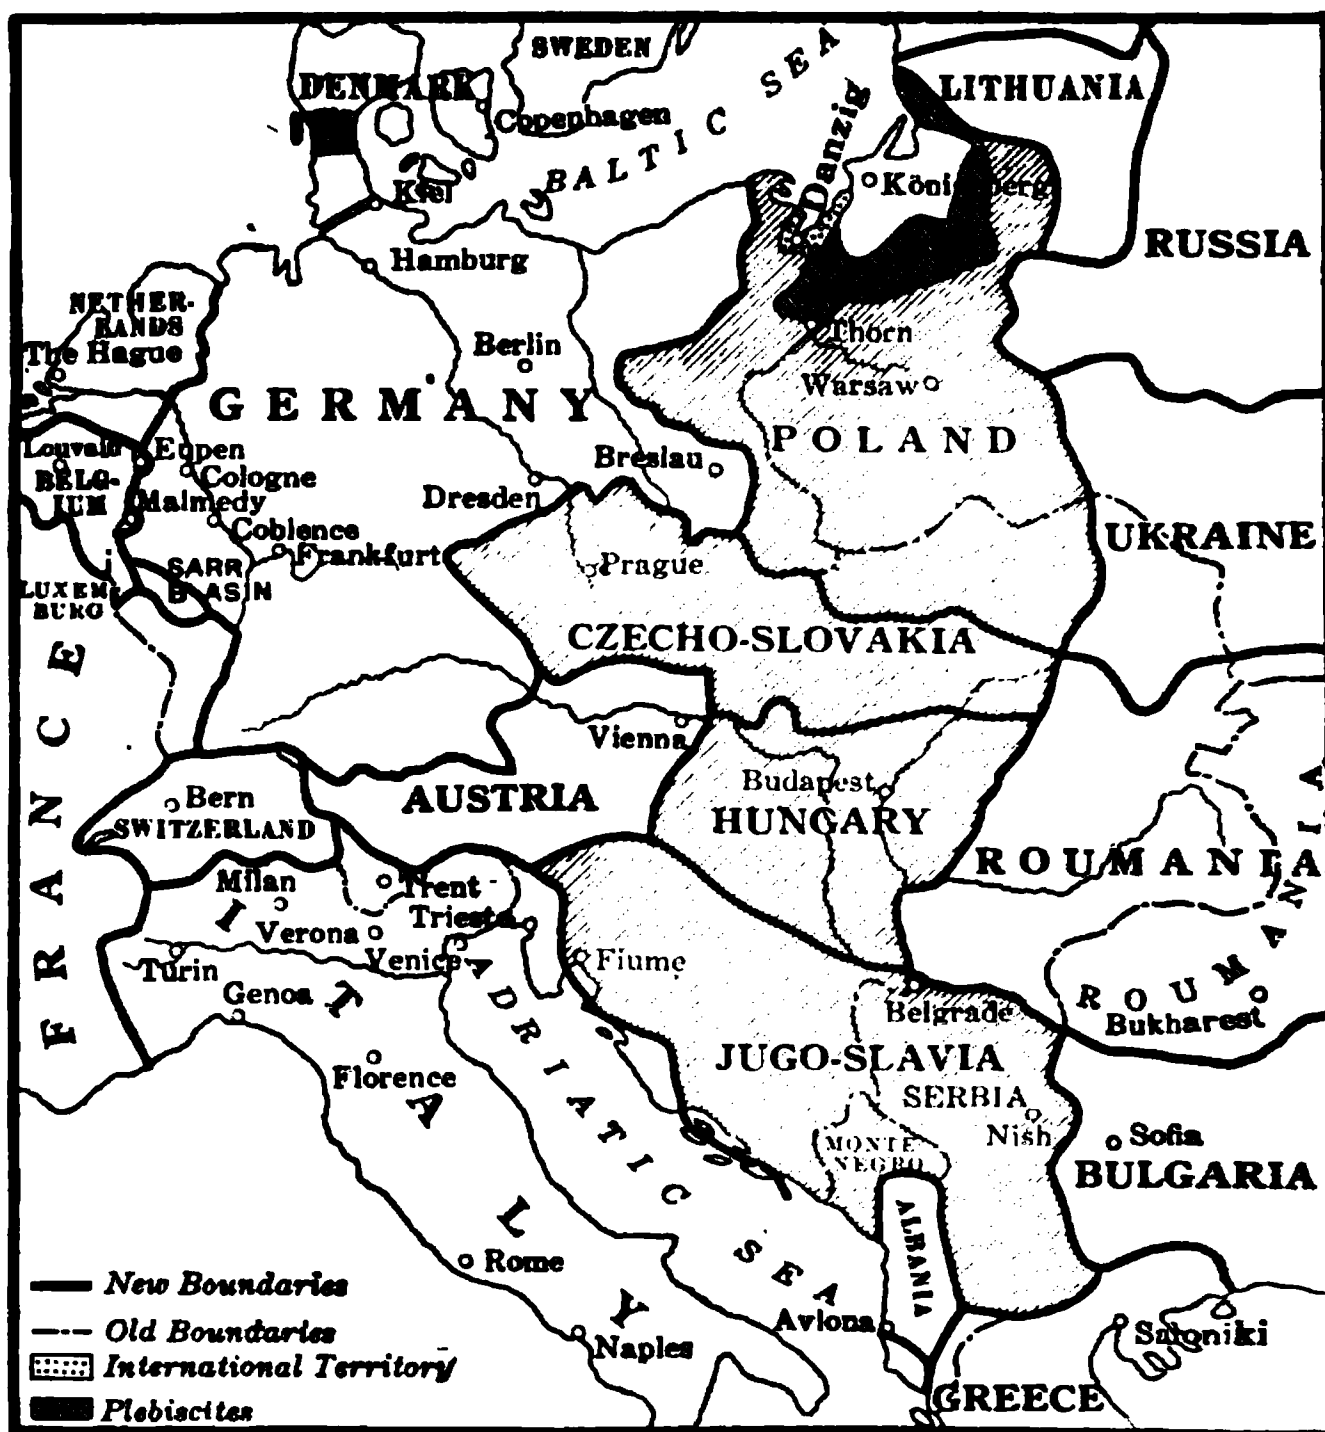 SWEDEN
DENMARK
Copenhagen
BALTIC SEA
LITHUANIA
Danzig
Königsberg
Kiel
RUSSIA
Hamburg
NETHER-
LANDS
The Hague
Berlin
Thorn
Warsaw
GERMANY
POLAND
Louvain
Eupen
BELG-
IUM
Cologne
Breslau
Malmedy
Dresden
Coblence
Frankfurt
UKRAINE
SARR
BASIN
Prague
LUXEM-
BURG
CZECHO-SLOVAKIA
FRANCE
Vienna
Budapest
AUSTRIA
HUNGARY
Bern
SWITZERLAND
ROUMANIA
ROUMANIA
Milan
Trent
Trieste
Verona
Venice
Fiume
Turin
Genoa
ITALY
ADRIATIC SEA
Belgrade
Bukharest
JUGO-SLAVIA
Florence
SERBIA
Nish
MONTE
NEGRO
Sofia
BULGARIA
ALBANIA
Rome
Avlona
Saloniki
Naples
GREECE
New Boundaries
Old Boundaries
International Territory
Plebiscites